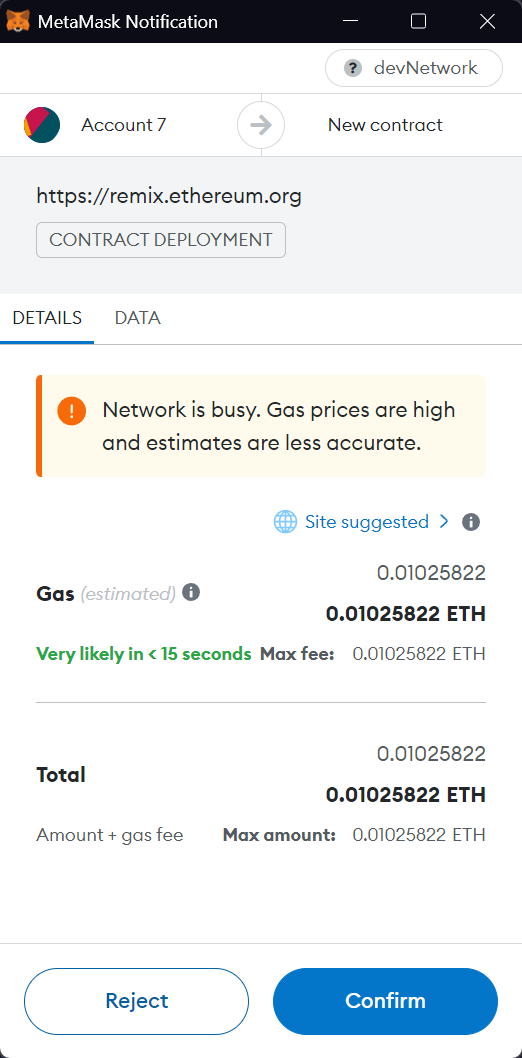 MetaMask Notification
? devNetwork
Account 7
New contract
https://remix.ethereum.org
CONTRACT DEPLOYMENT
DETAILS DATA
! Network is busy. Gas prices are high
and estimates are less accurate.
Site suggested > i
0.01025822
Gas (estimated) i
0.01025822 ETH
Very likely in < 15 seconds Max fee: 0.01025822 ETH
0.01025822
Total
0.01025822 ETH
Amount + gas fee Max amount: 0.01025822 ETH
Reject Confirm